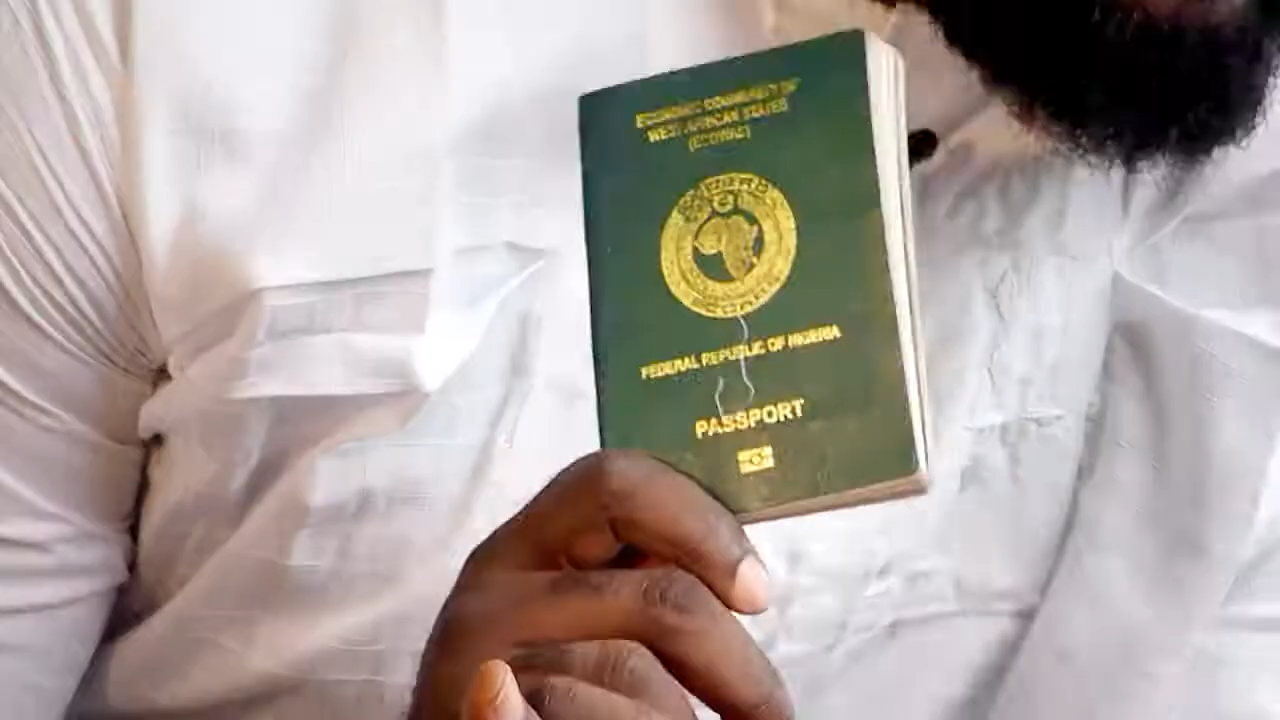 ECONOMIC COMMUNITY OF
WEST AFRICAN STATES
(ECOWAS)
FEDERAL REPUBLIC OF NIGERIA
PASSPORT